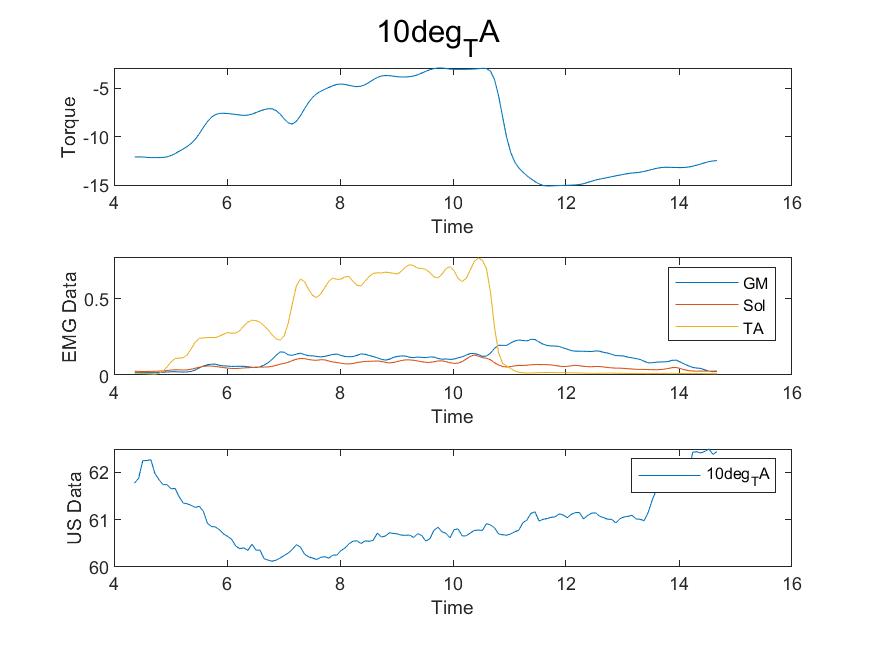 10deg_TA
Torque
-5
-10
-15
4 6 8 10 12 14 16
Time
EMG Data
0.5
0
GM
Sol
TA
4 6 8 10 12 14 16
Time
US Data
62
61
60
10deg_TA
4 6 8 10 12 14 16
Time